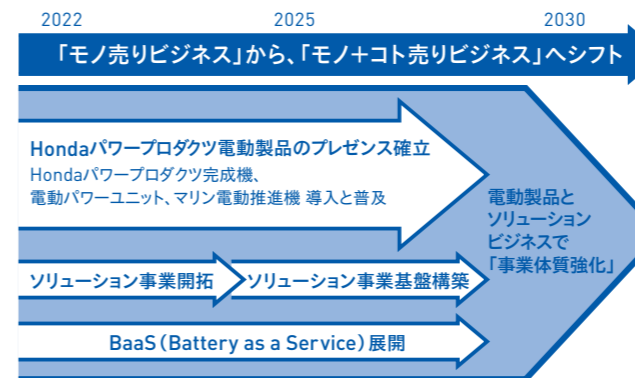 2022 2025 2030
「モノ売りビジネス」から、「モノ＋コト売りビジネス」へシフト
Hondaパワープロダクツ電動製品のプレゼンス確立
Hondaパワープロダクツ完成機、
電動パワーユニット、マリン電動推進機 導入と普及
電動製品と
ソリューション
ビジネスで
「事業体質強化」
ソリューション事業開拓
ソリューション事業基盤構築
BaaS（Battery as a Service）展開